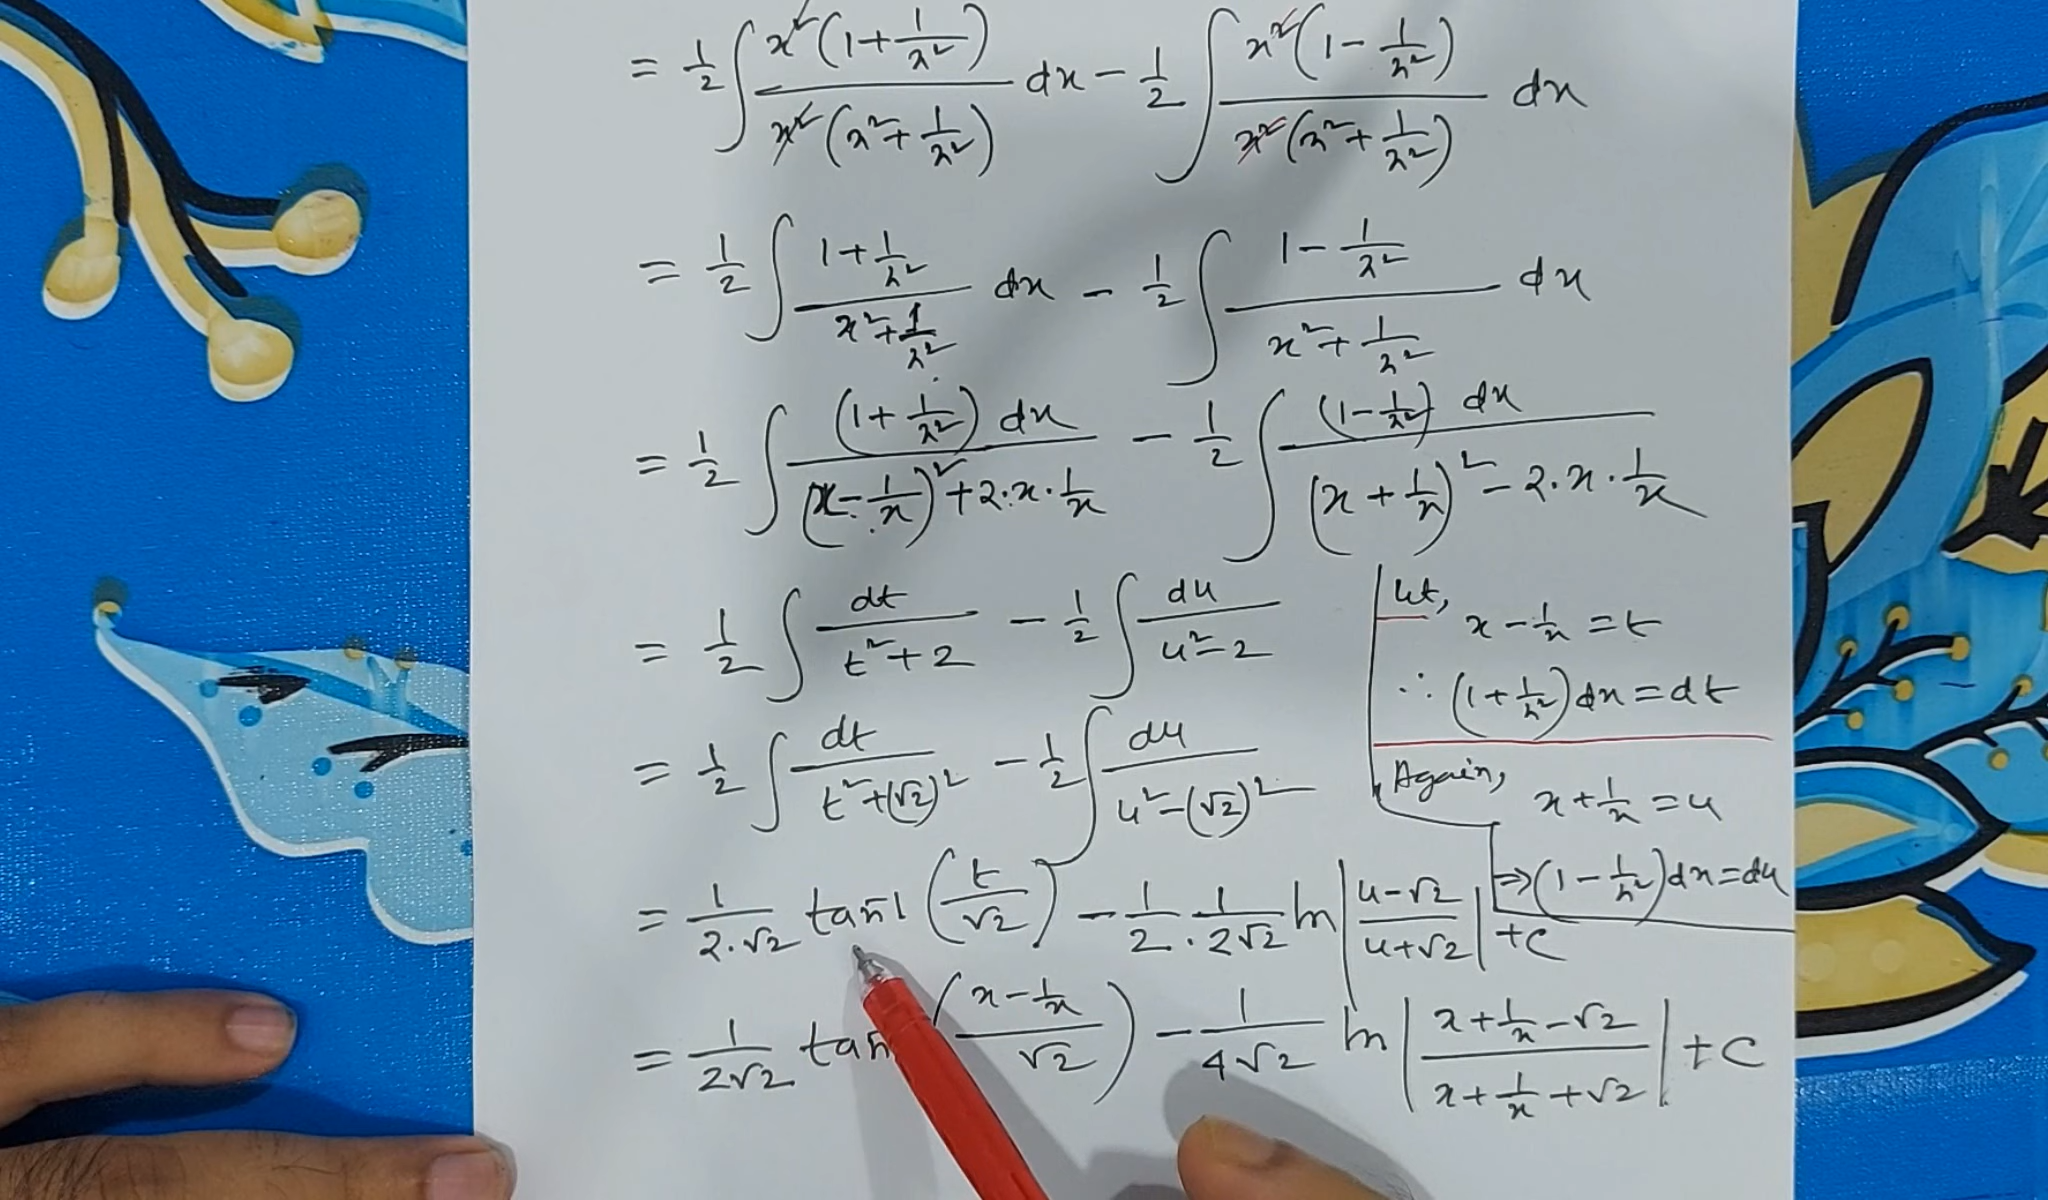 = 1/2 ∫ x²(1+1/x²) / x²(x²+1/x²) dx - 1/2 ∫ x²(1-1/x²) / x²(x²+1/x²) dx
= 1/2 ∫ (1+1/x²) / (x²+1/x²) dx - 1/2 ∫ (1-1/x²) / (x²+1/x²) dx
= 1/2 ∫ (1+1/x²) dx / ((x-1/x)²+2·x·1/x) - 1/2 ∫ (1-1/x²) dx / ((x+1/x)²-2·x·1/x)
= 1/2 ∫ dt / (t²+2) - 1/2 ∫ du / (u²-2)
= 1/2 ∫ dt / (t²+(√2)²) - 1/2 ∫ du / (u²-(√2)²)
Let,
x-1/x = t
∴ (1+1/x²)dx = dt
Again,
x+1/x = u
⇒ (1-1/x²)dx = du
= 1/(2·√2) tan⁻¹(t/√2) - 1/2 · 1/(2√2) ln|(u-√2)/(u+√2)| + c
= 1/(2√2) tan ((x-1/x)/√2) - 1/(4√2) ln|(x+1/x-√2)/(x+1/x+√2)| + c